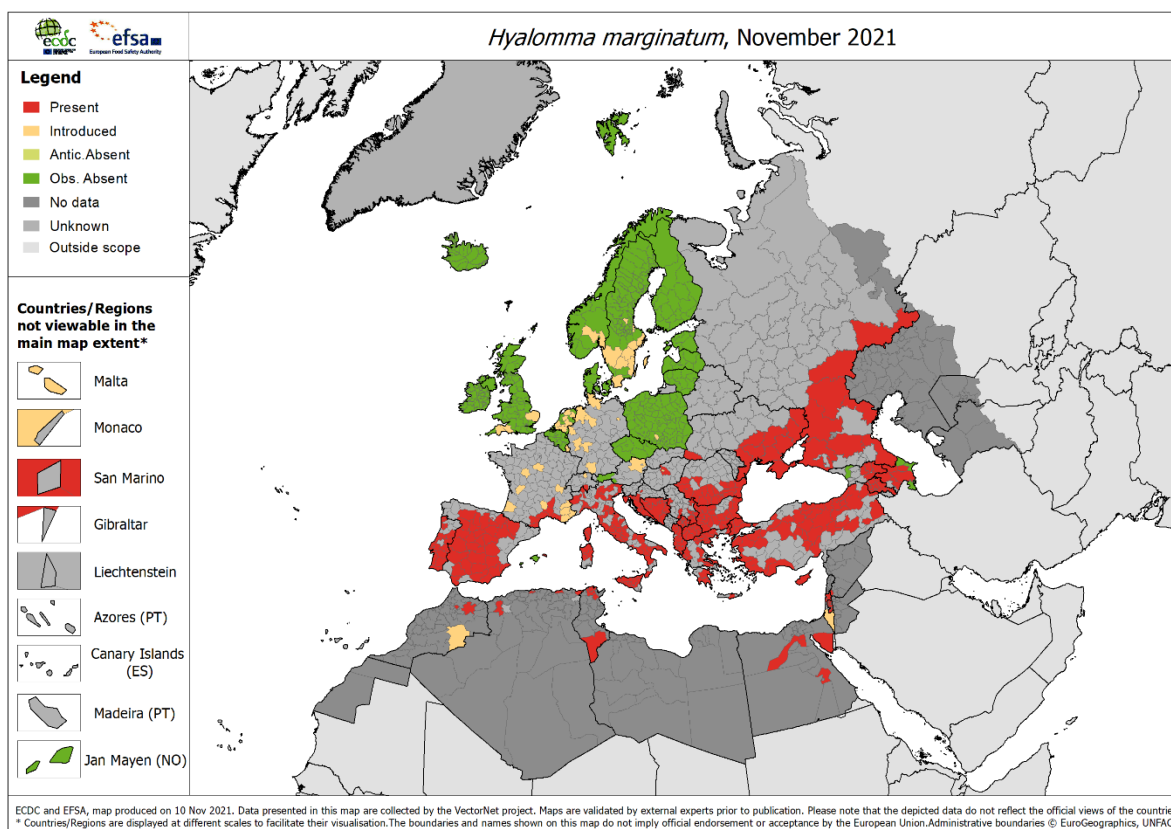 ecdc
efsa
European Food Safety Authority
Hyalomma marginatum, November 2021
Legend
Present
Introduced
Antic.Absent
Obs. Absent
No data
Unknown
Outside scope
Countries/Regions
not viewable in the
main map extent*
Malta
Monaco
San Marino
Gibraltar
Liechtenstein
Azores (PT)
Canary Islands
(ES)
Madeira (PT)
Jan Mayen (NO)
ECDC and EFSA, map produced on 10 Nov 2021. Data presented in this map are collected by the VectorNet project. Maps are validated by external experts prior to publication. Please note that the depicted data do not reflect the official views of the countrie
* Countries/Regions are displayed at different scales to facilitate their visualisation.The boundaries and names shown on this map do not imply official endorsement or acceptance by the European Union.Administrative boundaries © EuroGeographics, UNFAO